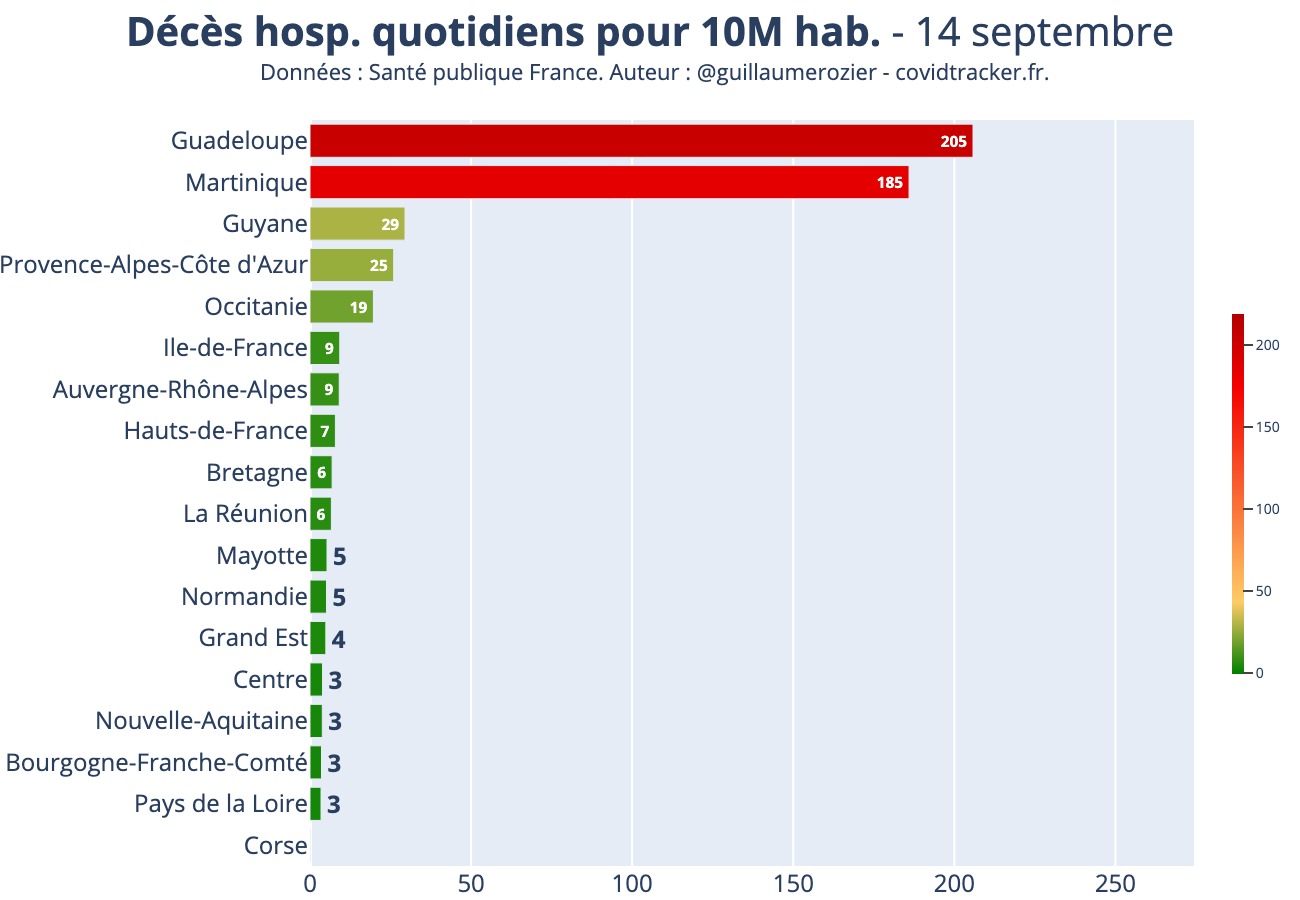 Décès hosp. quotidiens pour 10M hab. - 14 septembre
Données : Santé publique France. Auteur : @guillaumerozier - covidtracker.fr.
Guadeloupe 205
Martinique 185
Guyane 29
Provence-Alpes-Côte d'Azur 25
Occitanie 19
Ile-de-France 9
Auvergne-Rhône-Alpes 9
Hauts-de-France 7
Bretagne 6
La Réunion 6
Mayotte 5
Normandie 5
Grand Est 4
Centre 3
Nouvelle-Aquitaine 3
Bourgogne-Franche-Comté 3
Pays de la Loire 3
Corse
0 50 100 150 200 250
200
150
100
50
0